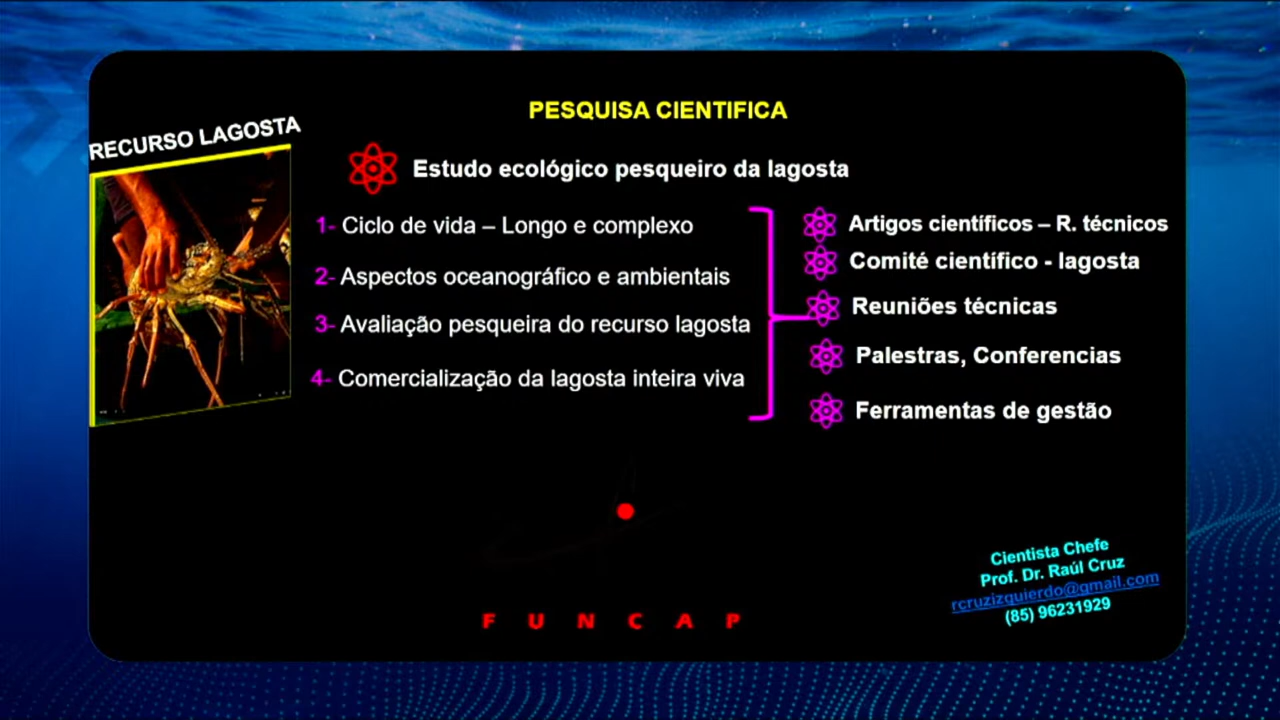 PESQUISA CIENTIFICA
RECURSO LAGOSTA
Estudo ecológico pesqueiro da lagosta
1- Ciclo de vida – Longo e complexo
2- Aspectos oceanográfico e ambientais
3- Avaliação pesqueira do recurso lagosta
4- Comercialização da lagosta inteira viva
Artigos científicos – R. técnicos
Comité científico - lagosta
Reuniões técnicas
Palestras, Conferencias
Ferramentas de gestão
Cientista Chefe
Prof. Dr. Raúl Cruz
rcruzizquierdo@gmail.com
(85) 96231929
F U N C A P